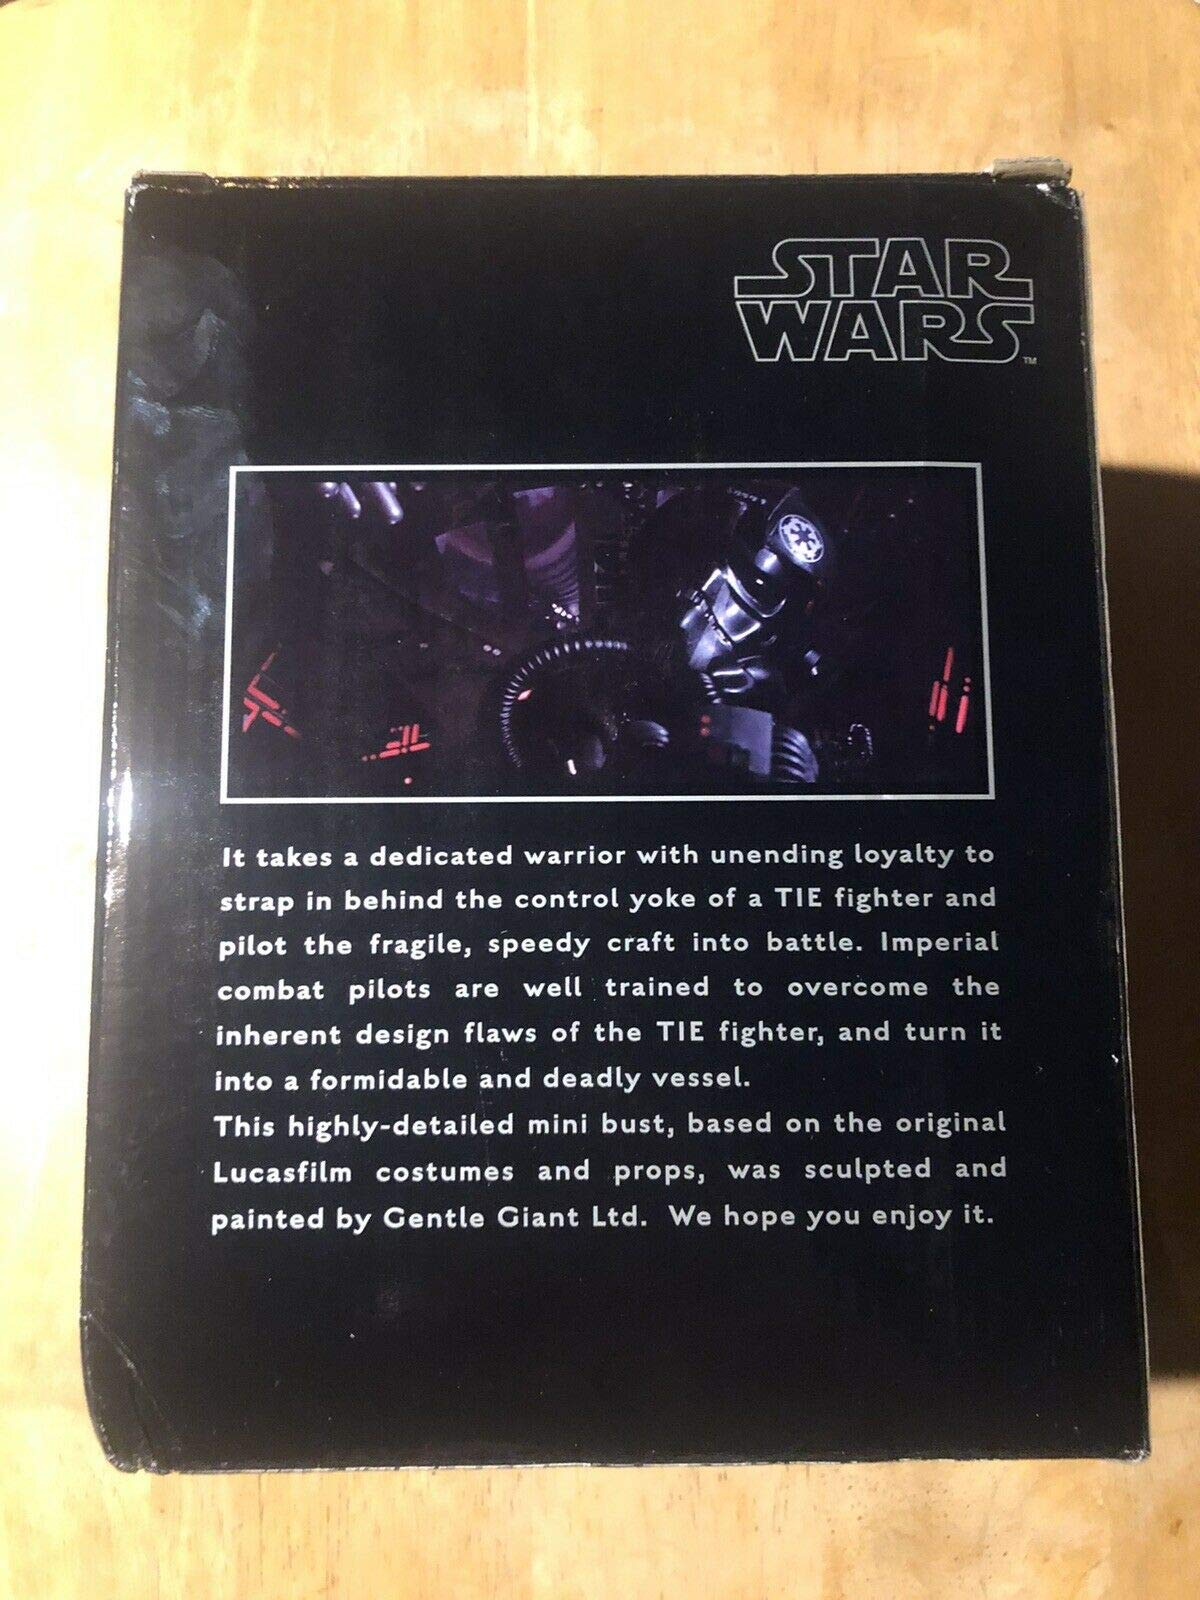 STAR
WARS
TM
It takes a dedicated warrior with unending loyalty to
strap in behind the control yoke of a TIE fighter and
pilot the fragile, speedy craft into battle. Imperial
combat pilots are well trained to overcome the
inherent design flaws of the TIE fighter, and turn it
into a formidable and deadly vessel.
This highly-detailed mini bust, based on the original
Lucasfilm costumes and props, was sculpted and
painted by Gentle Giant Ltd. We hope you enjoy it.